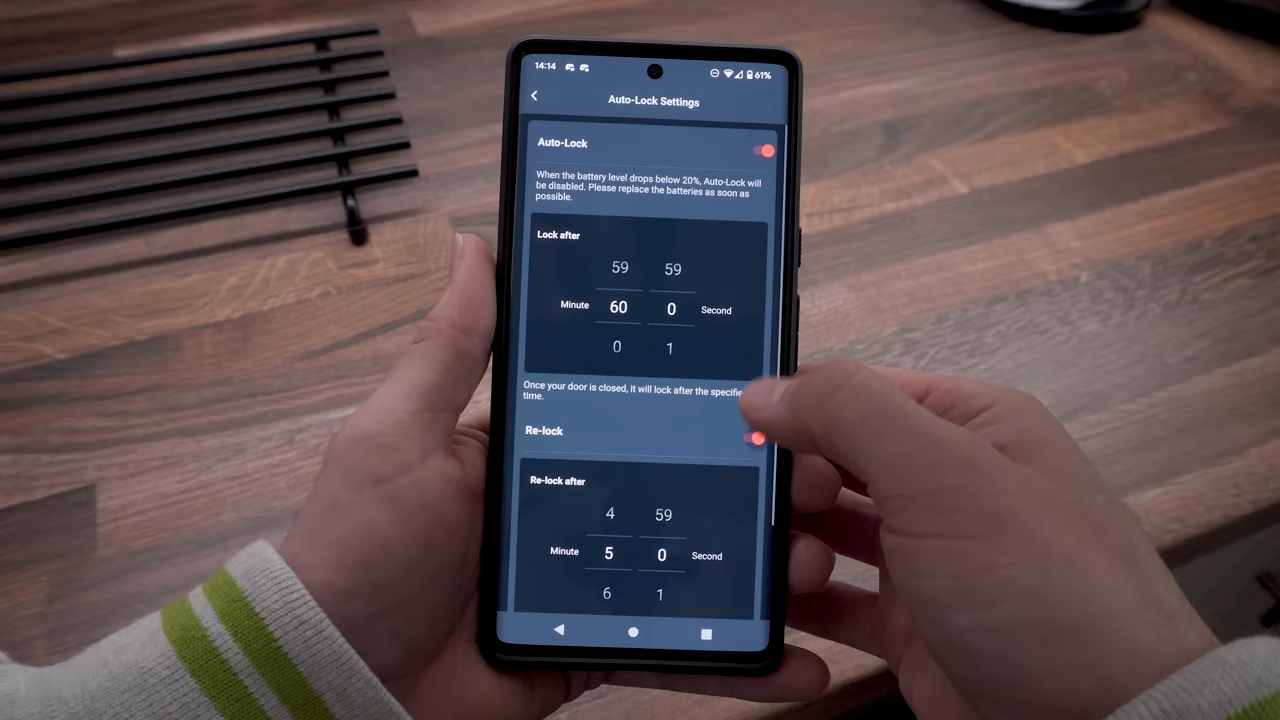 14:14
61%
Auto-Lock Settings
Auto-Lock
When the battery level drops below 20%, Auto-Lock will
be disabled. Please replace the batteries as soon as
possible.
Lock after
59 59
Minute 60 0 Second
0 1
Once your door is closed, it will lock after the specifie
time.
Re-lock
Re-lock after
4 59
Minute 5 0 Second
6 1